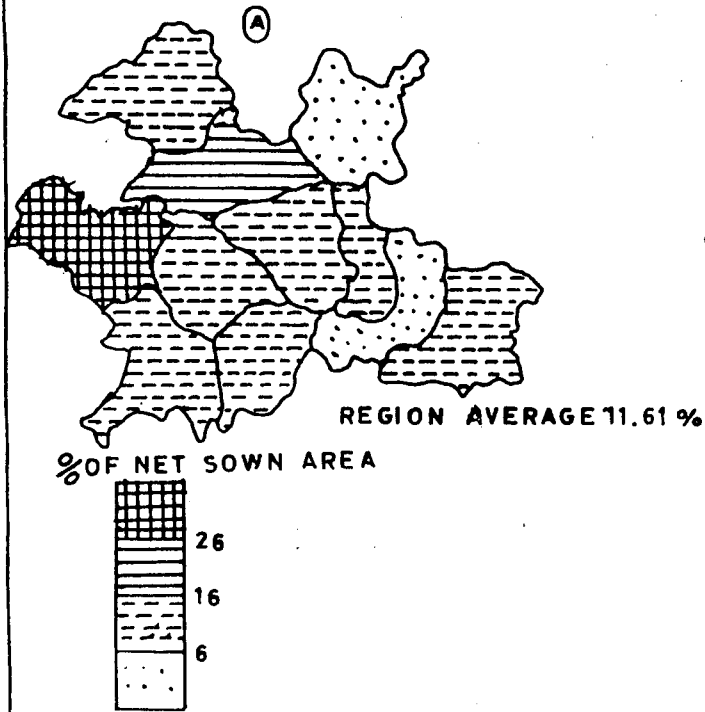 A
REGION AVERAGE 11.61 %
% OF NET SOWN AREA
26
16
6